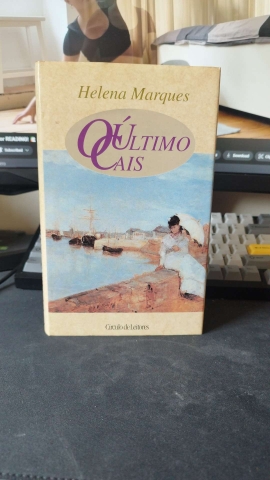 Helena Marques
O ÚLTIMO
CAIS
Círculo de Leitores